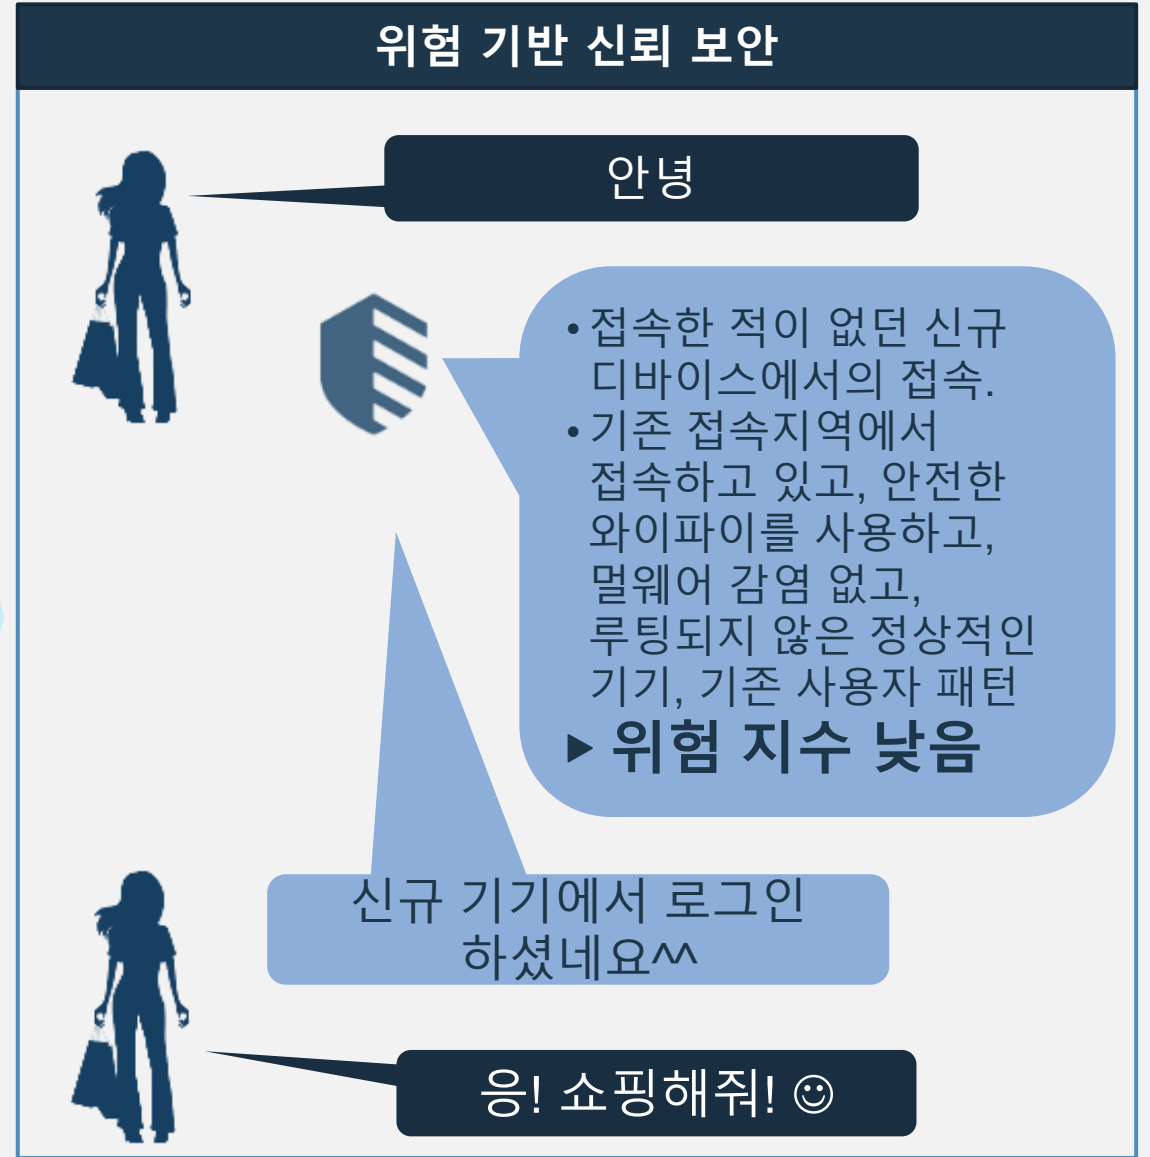 위험 기반 신뢰 보안
안녕
• 접속한 적이 없던 신규
디바이스에서의 접속.
• 기존 접속지역에서
접속하고 있고, 안전한
와이파이를 사용하고,
멀웨어 감염 없고,
루팅되지 않은 정상적인
기기, 기존 사용자 패턴
▶ 위험 지수 낮음
신규 기기에서 로그인
하셨네요^^
응! 쇼핑해줘! ☺